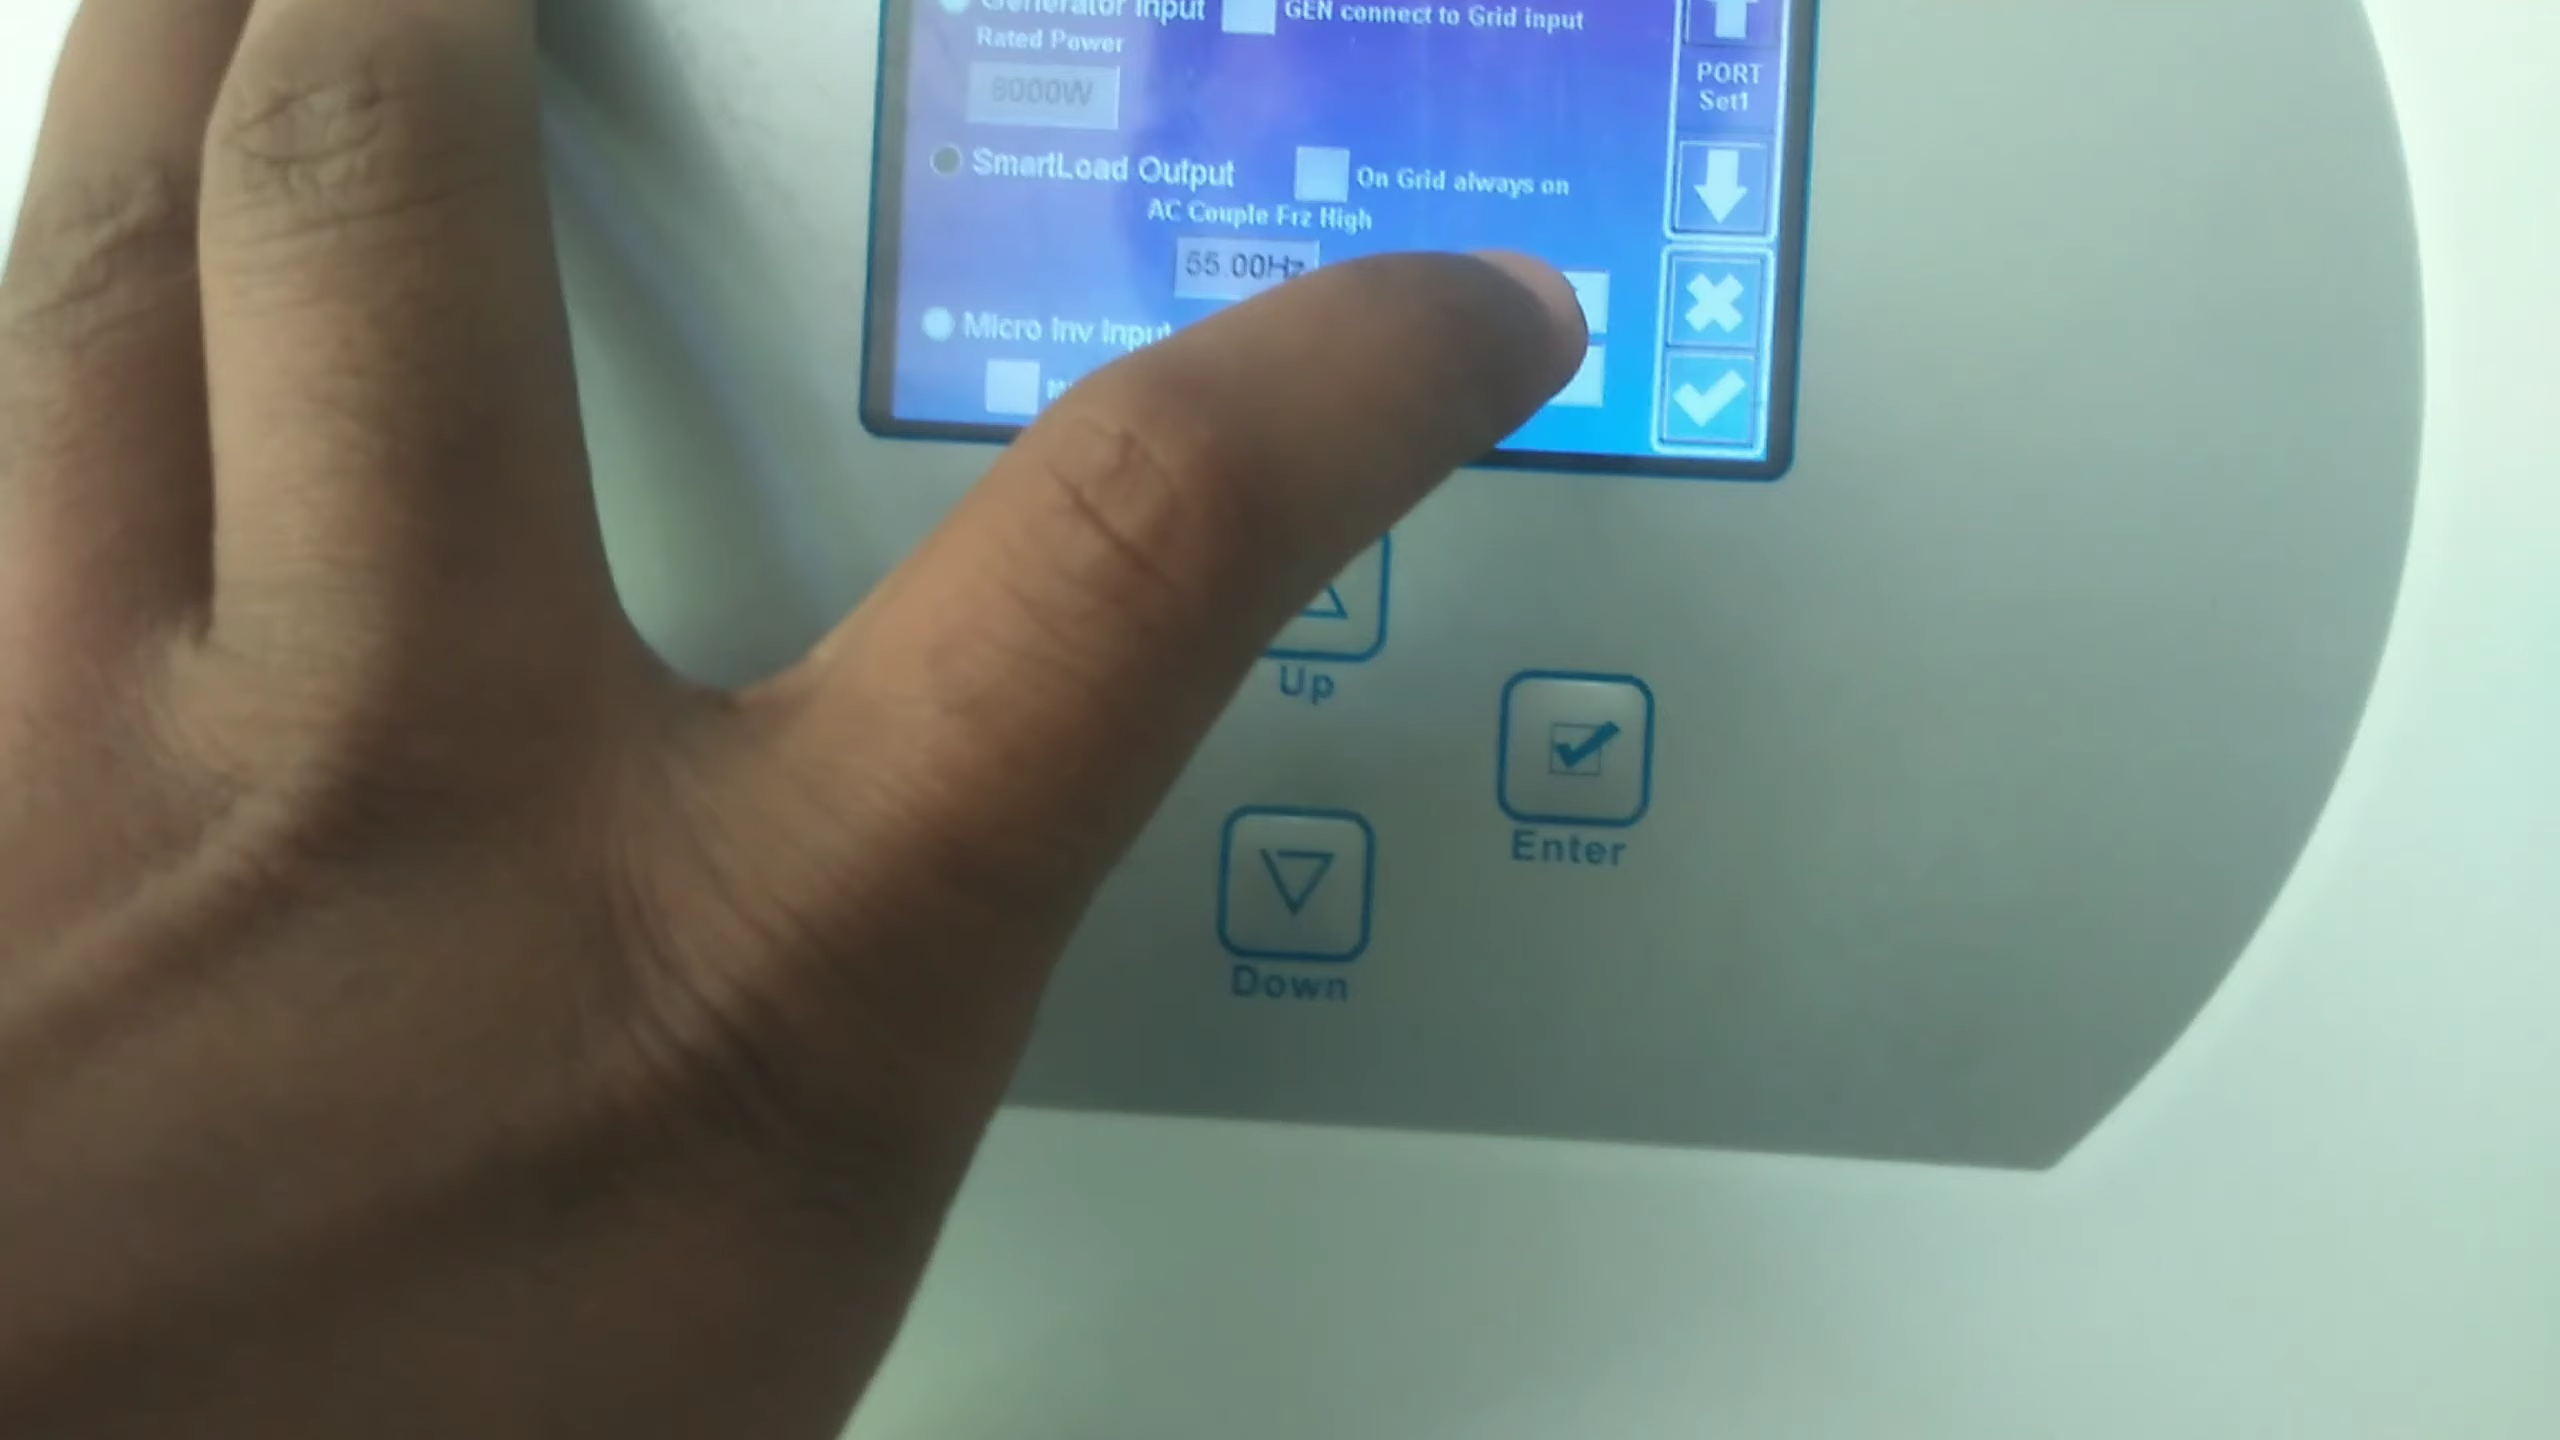 Generator Input GEN connect to Grid input
Rated Power
8000W
PORT
Set1
SmartLoad Output On Grid always on
AC Couple Frz High
55.00Hz
Micro Inv Input
Up
Enter
Down